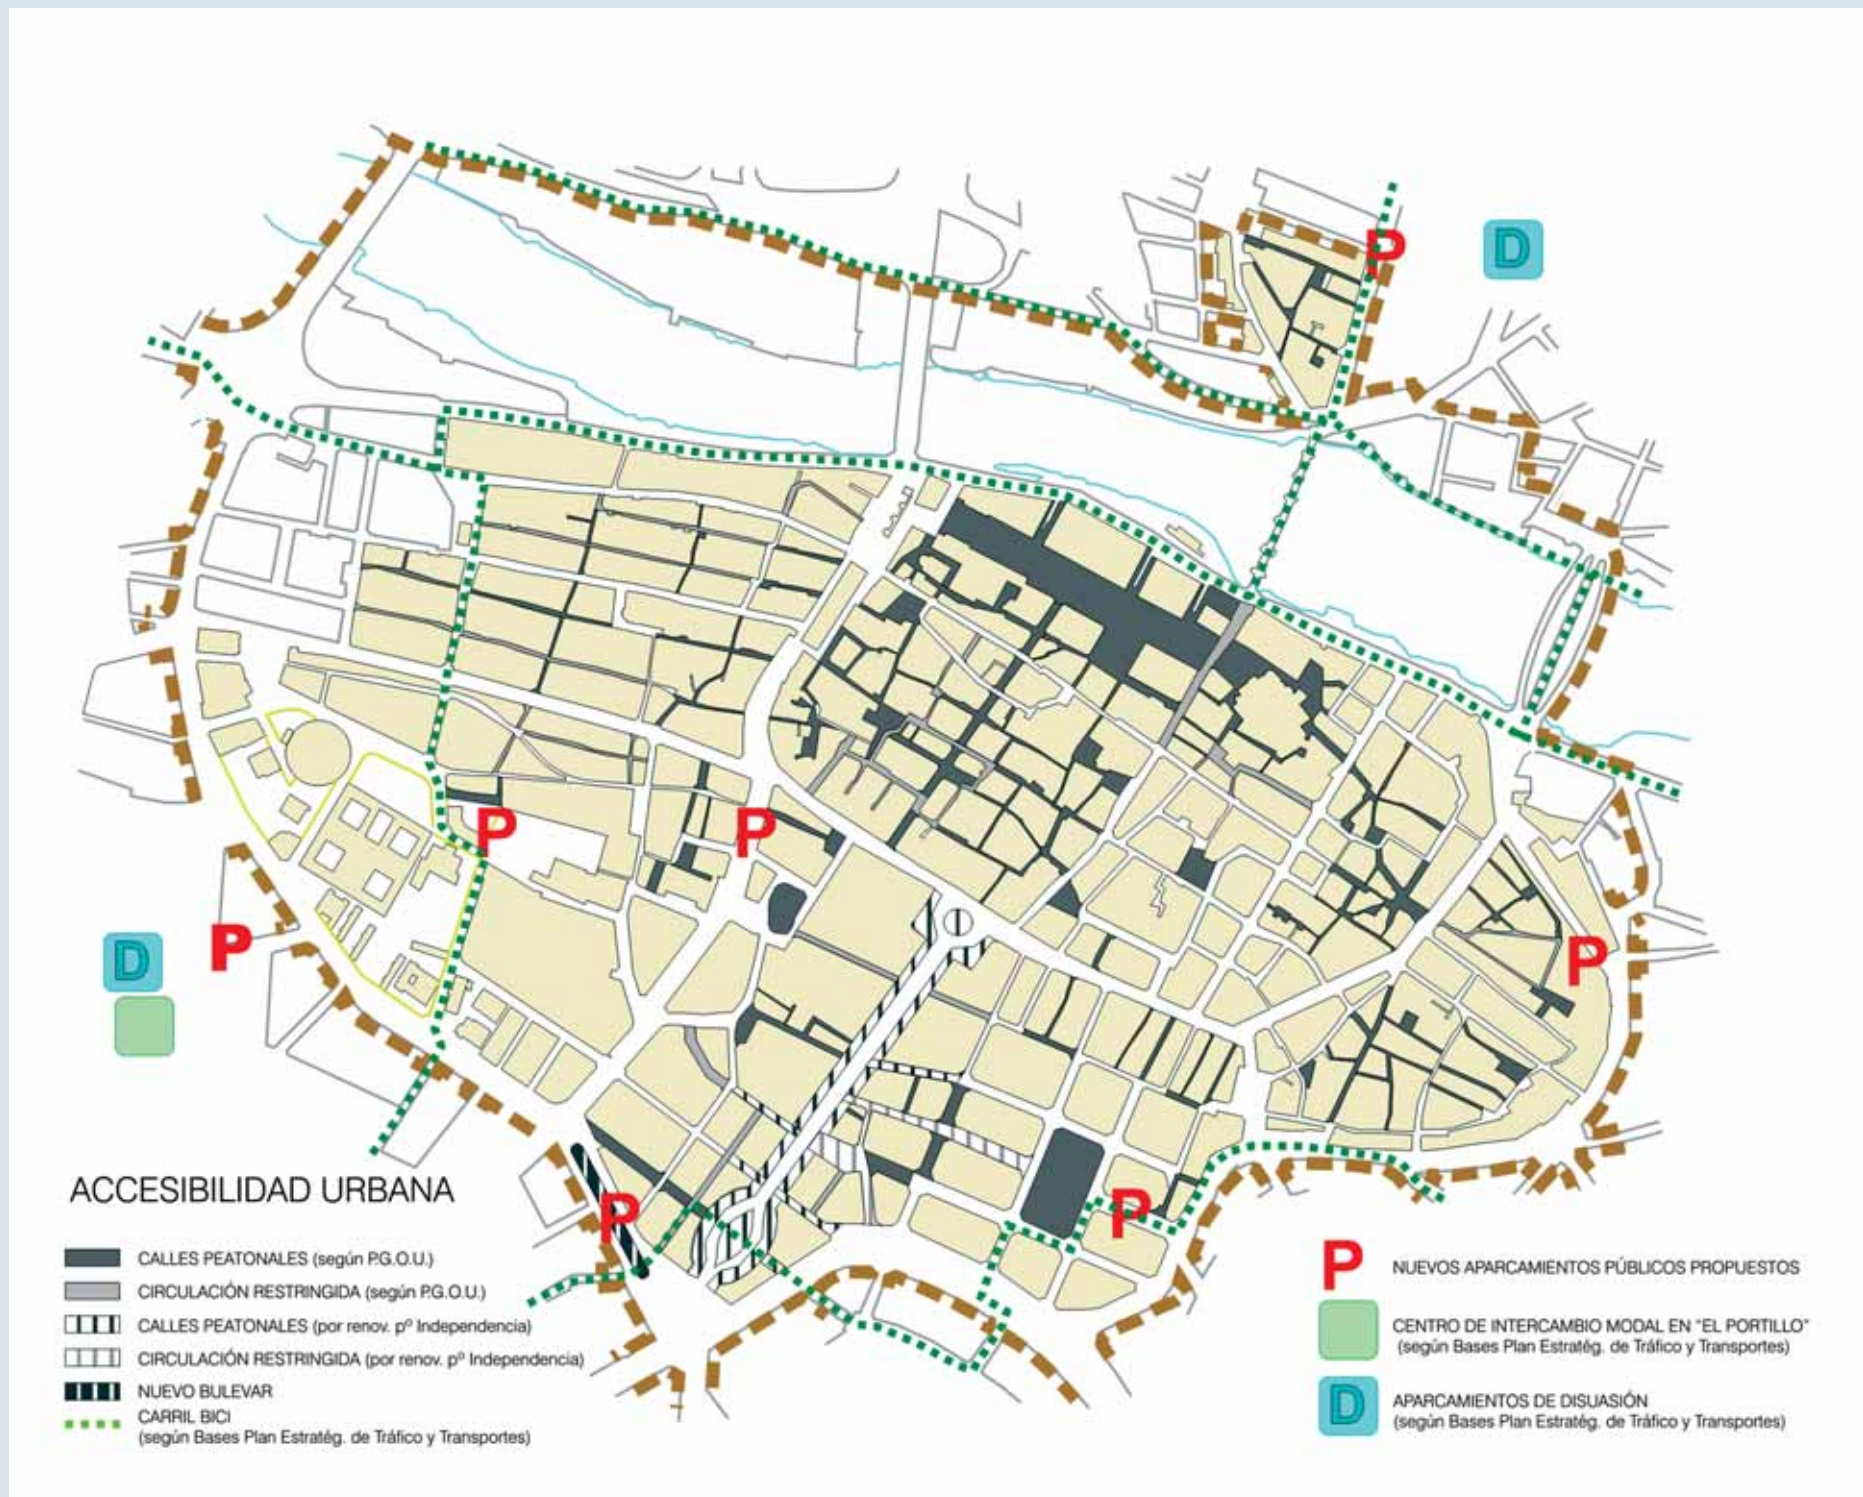 P
D
P
P
P
P
D
P
P
ACCESIBILIDAD URBANA
CALLES PEATONALES (según P.G.O.U.)
CIRCULACIÓN RESTRINGIDA (según P.G.O.U.)
CALLES PEATONALES (por renov. pº Independencia)
CIRCULACIÓN RESTRINGIDA (por renov. pº Independencia)
NUEVO BULEVAR
CARRIL BICI
(según Bases Plan Estratég. de Tráfico y Transportes)
P
NUEVOS APARCAMIENTOS PÚBLICOS PROPUESTOS
CENTRO DE INTERCAMBIO MODAL EN "EL PORTILLO"
(según Bases Plan Estratég. de Tráfico y Transportes)
D
APARCAMIENTOS DE DISUASIÓN
(según Bases Plan Estratég. de Tráfico y Transportes)